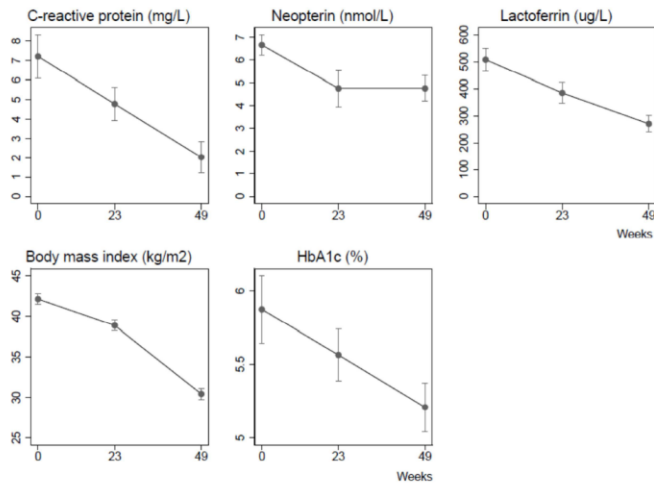 C-reactive protein (mg/L)
8
7
6
5
4
3
2
1
0
0 23 49
Neopterin (nmol/L)
7
6
5
4
3
2
1
0
0 23 49
Lactoferrin (ug/L)
600
500
400
300
200
100
0
0 23 49
Weeks
Body mass index (kg/m2)
45
40
35
30
25
0 23 49
HbA1c (%)
6
5.5
5
0 23 49
Weeks